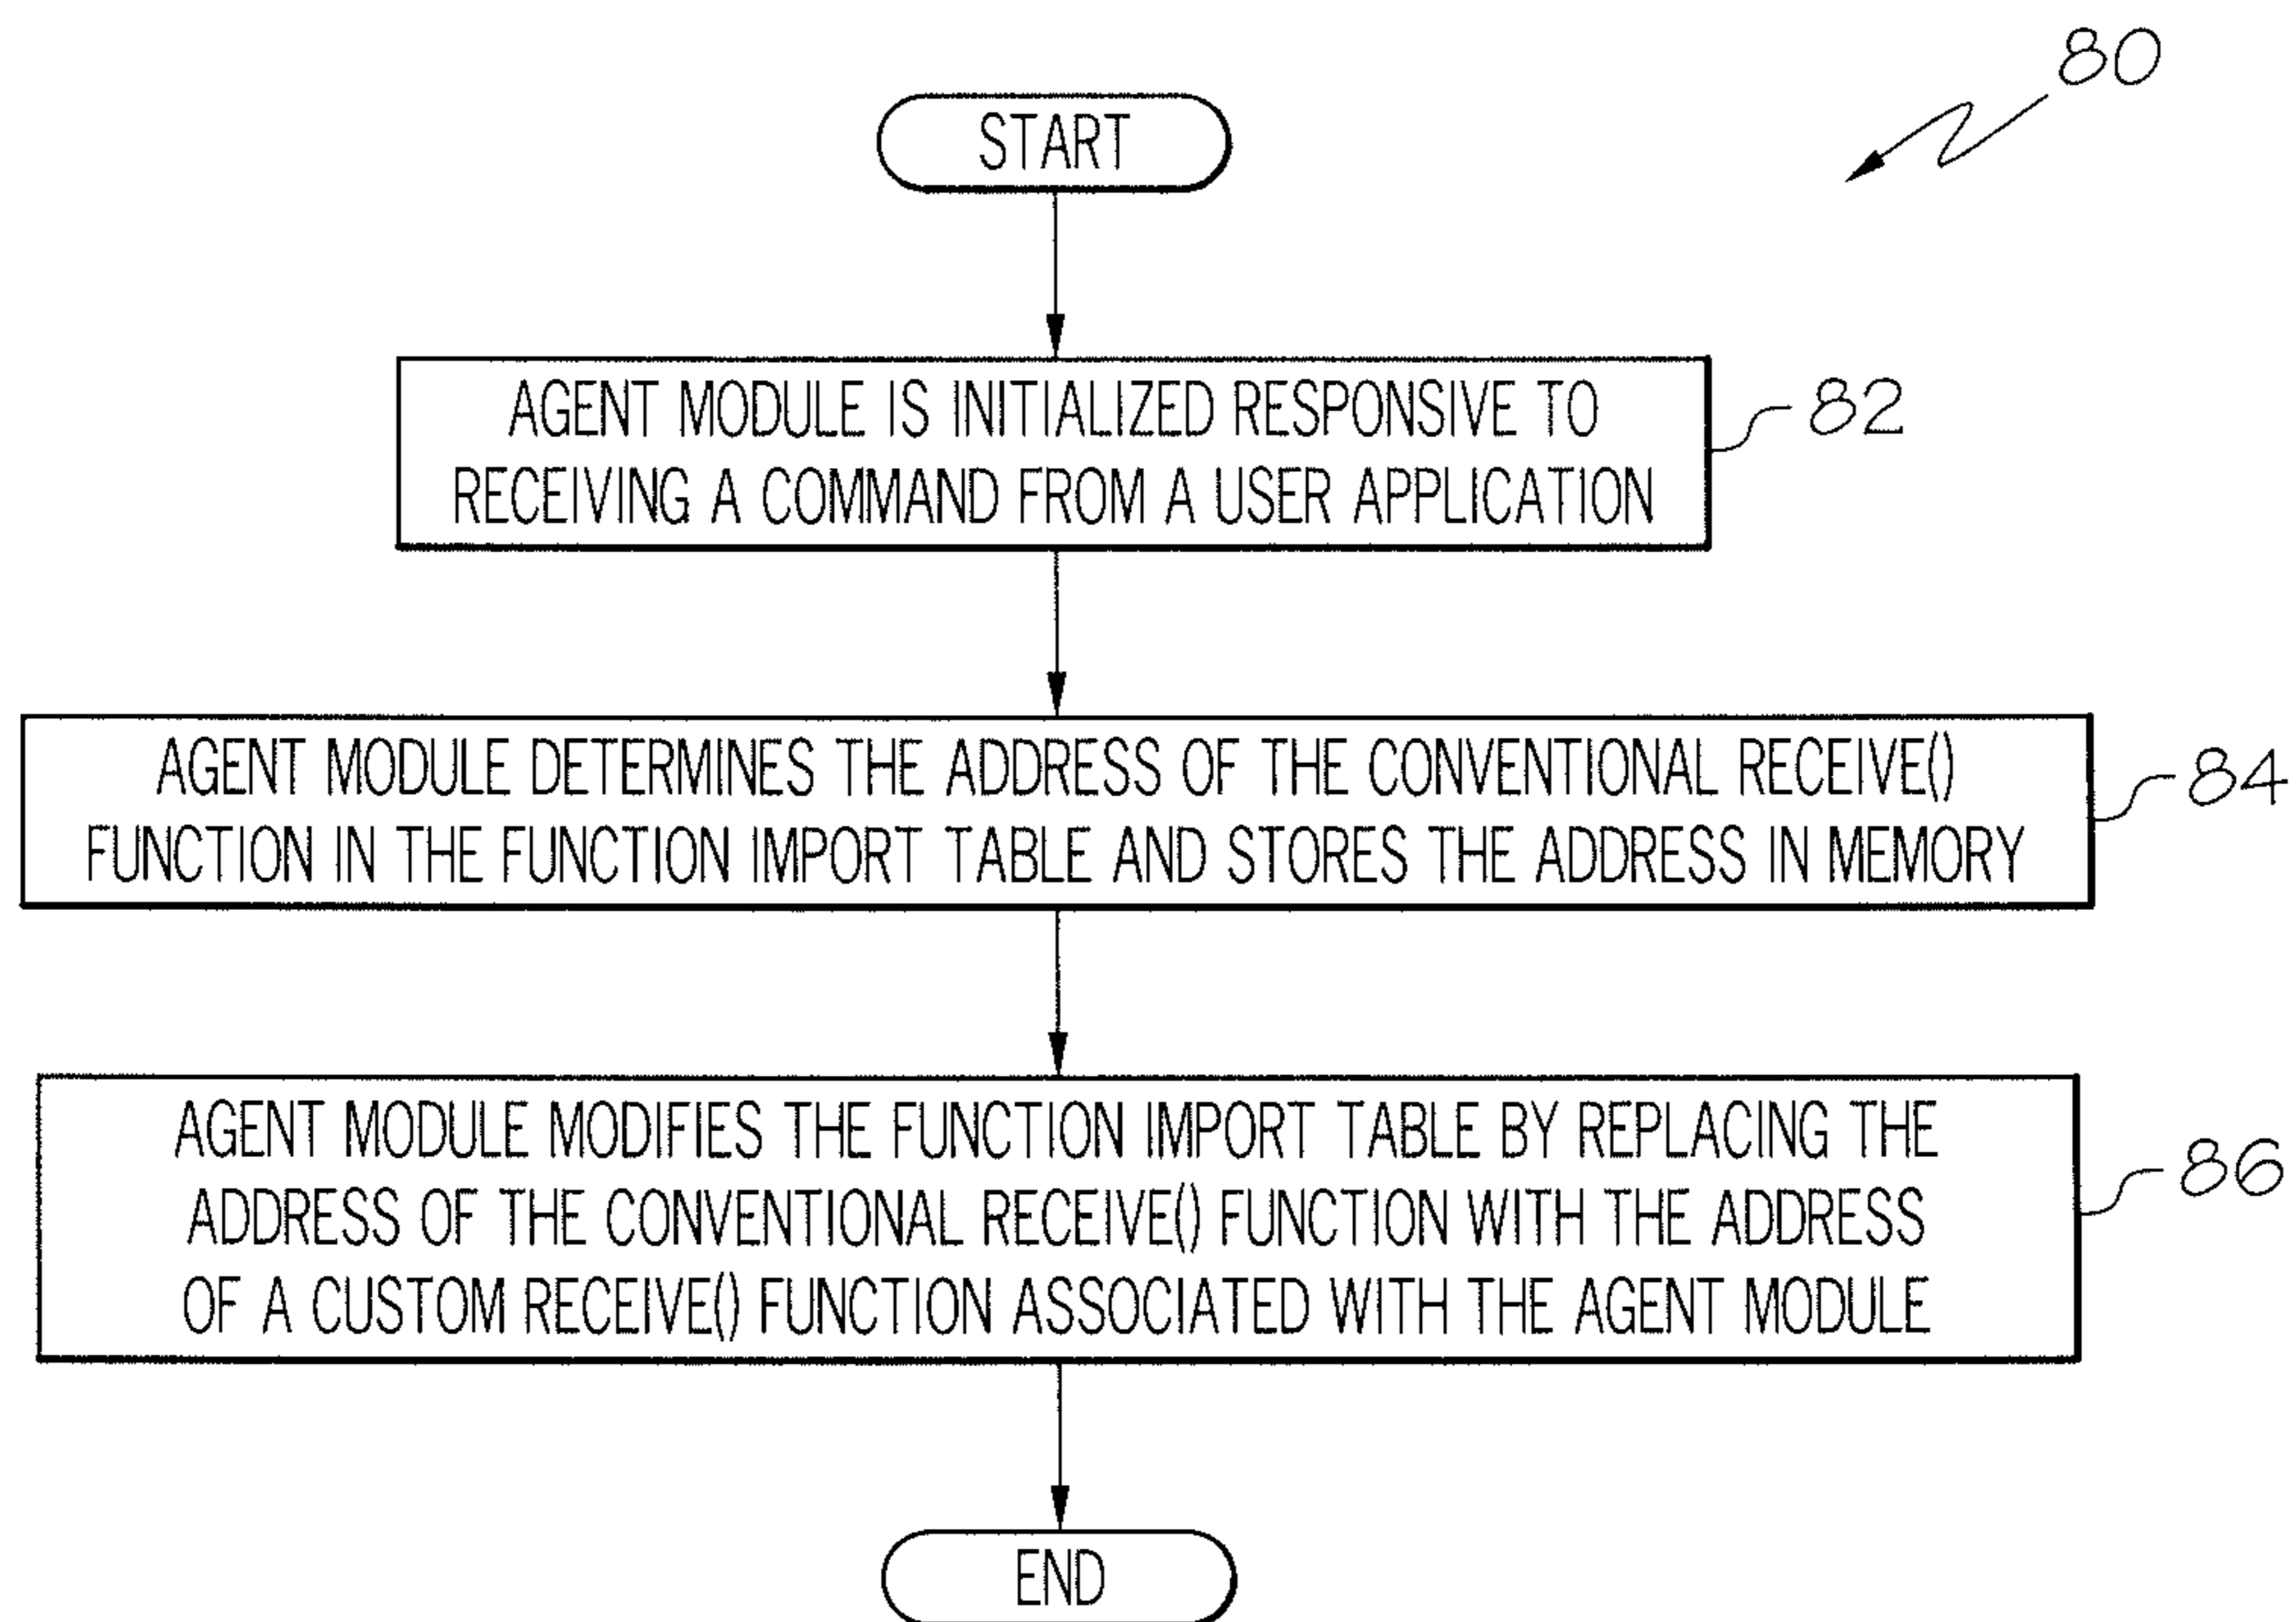 80
START
AGENT MODULE IS INITIALIZED RESPONSIVE TO
RECEIVING A COMMAND FROM A USER APPLICATION
82
AGENT MODULE DETERMINES THE ADDRESS OF THE CONVENTIONAL RECEIVE()
FUNCTION IN THE FUNCTION IMPORT TABLE AND STORES THE ADDRESS IN MEMORY
84
AGENT MODULE MODIFIES THE FUNCTION IMPORT TABLE BY REPLACING THE
ADDRESS OF THE CONVENTIONAL RECEIVE() FUNCTION WITH THE ADDRESS
OF A CUSTOM RECEIVE() FUNCTION ASSOCIATED WITH THE AGENT MODULE
86
END